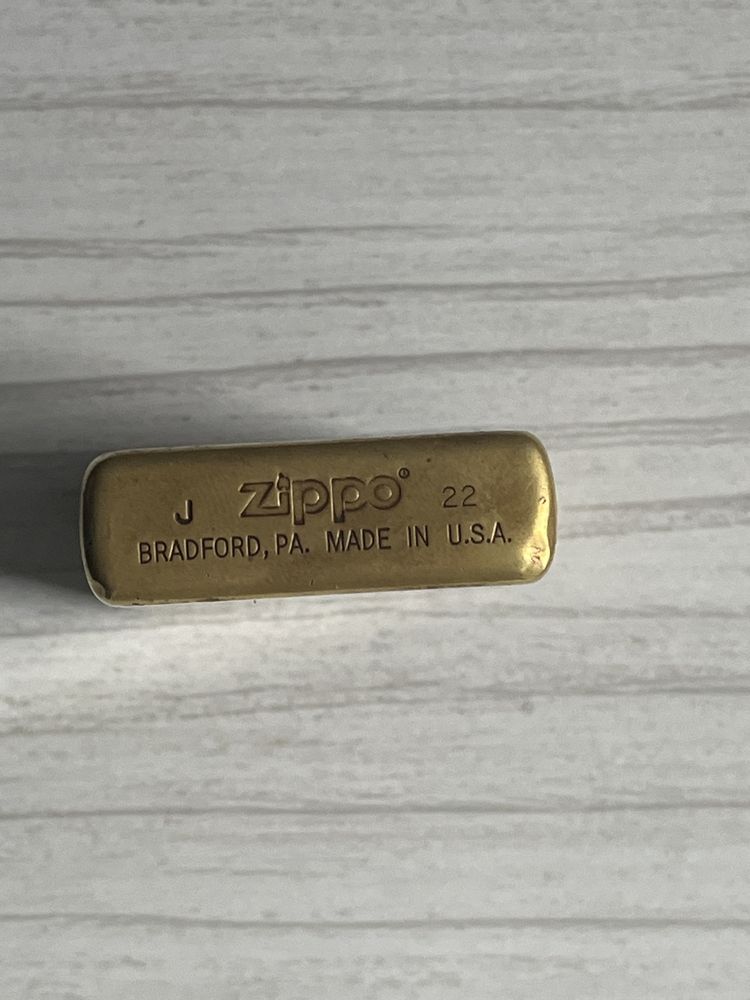 J zippo® 22
BRADFORD, PA. MADE IN U.S.A.